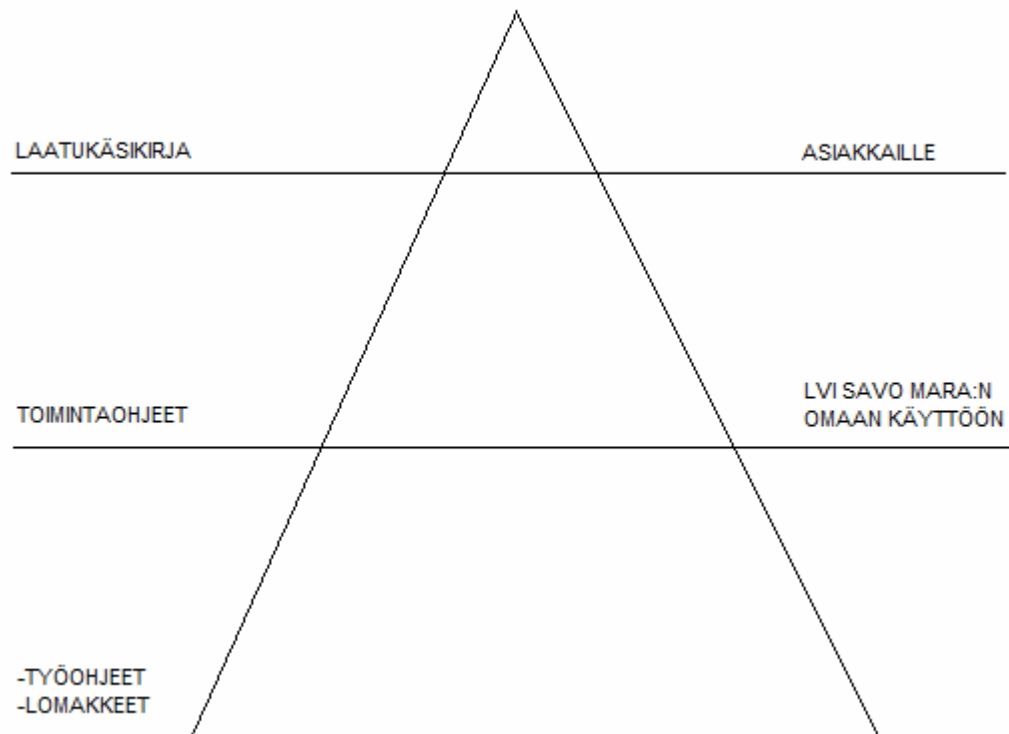 LAATUKÄSIKIRJA
ASIAKKAILLE
TOIMINTAOHJEET
LVI SAVO MARA:N
OMAAN KÄYTTÖÖN
-TYÖOHJEET
-LOMAKKEET